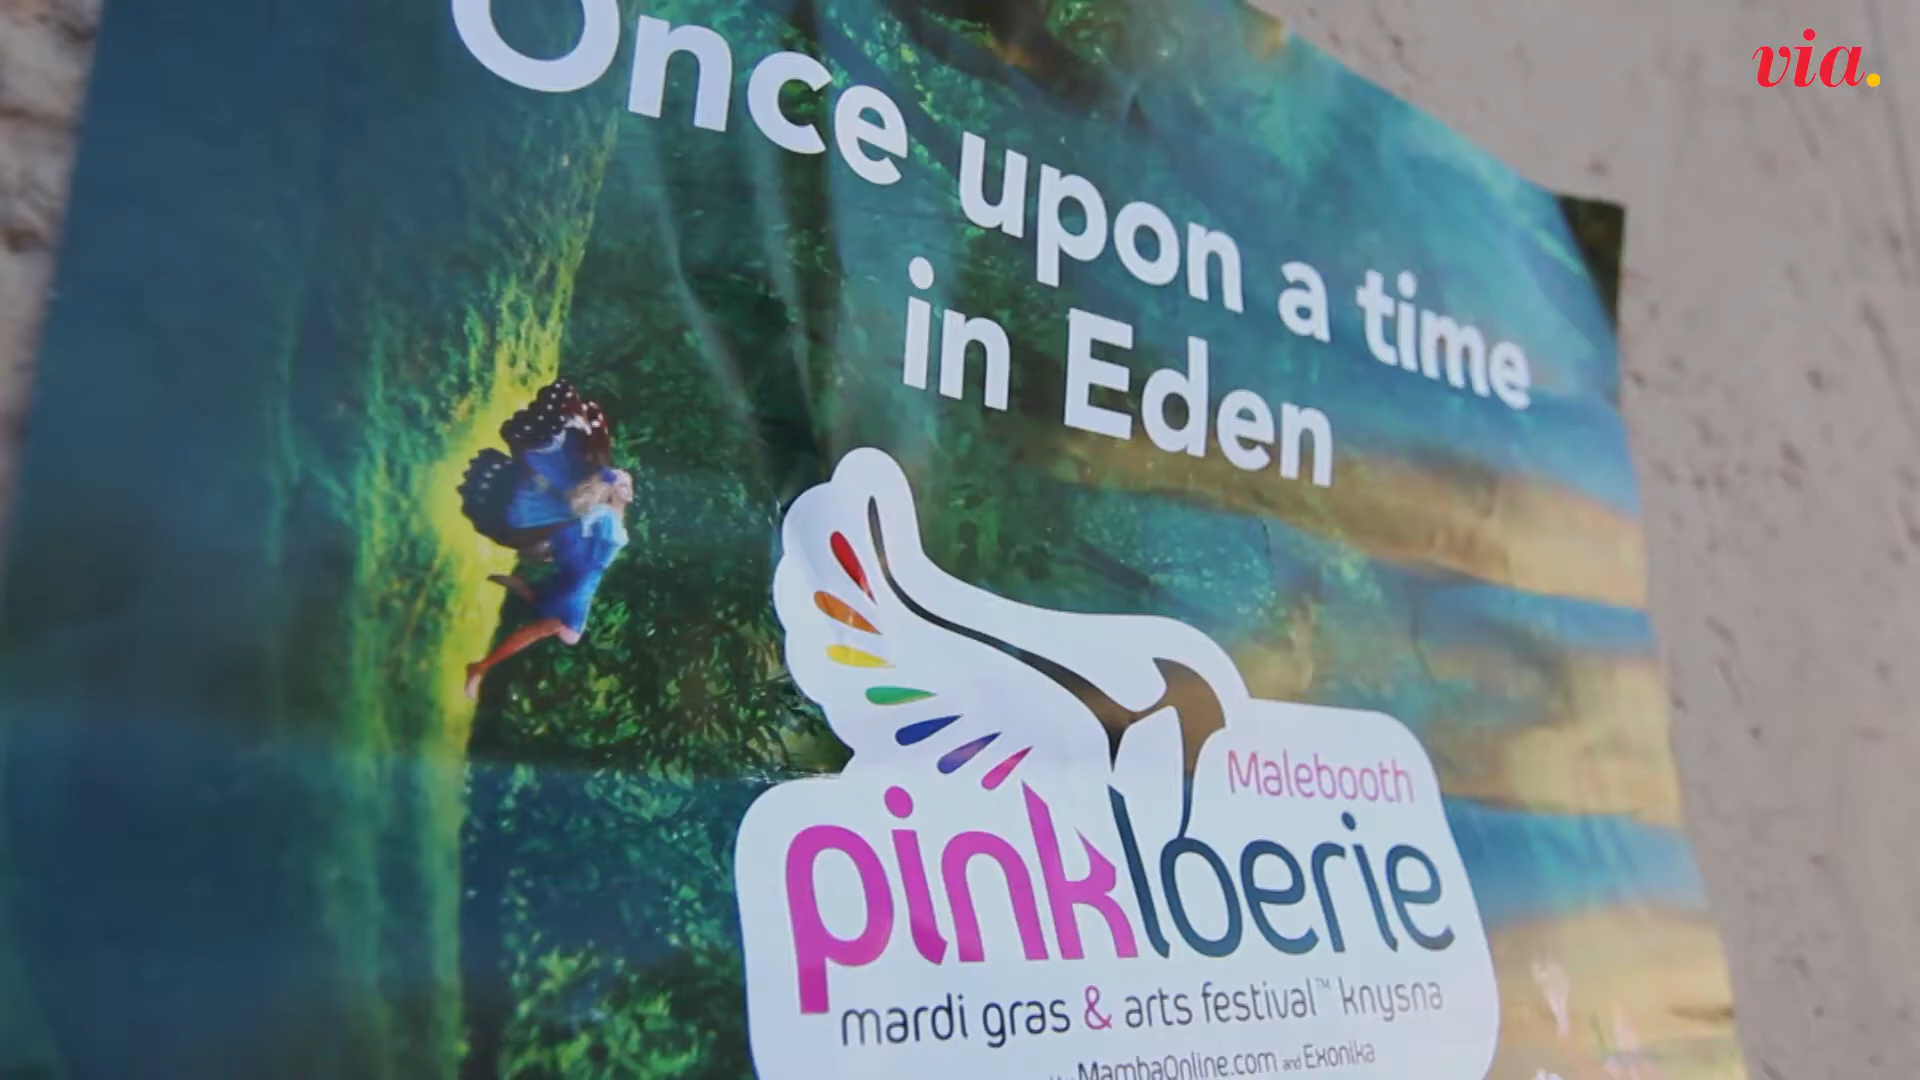 via.
Once upon a time
in Eden
Malebooth
pinkloerie
mardi gras & arts festival™ knysna
MambaOnline.com and Exonika